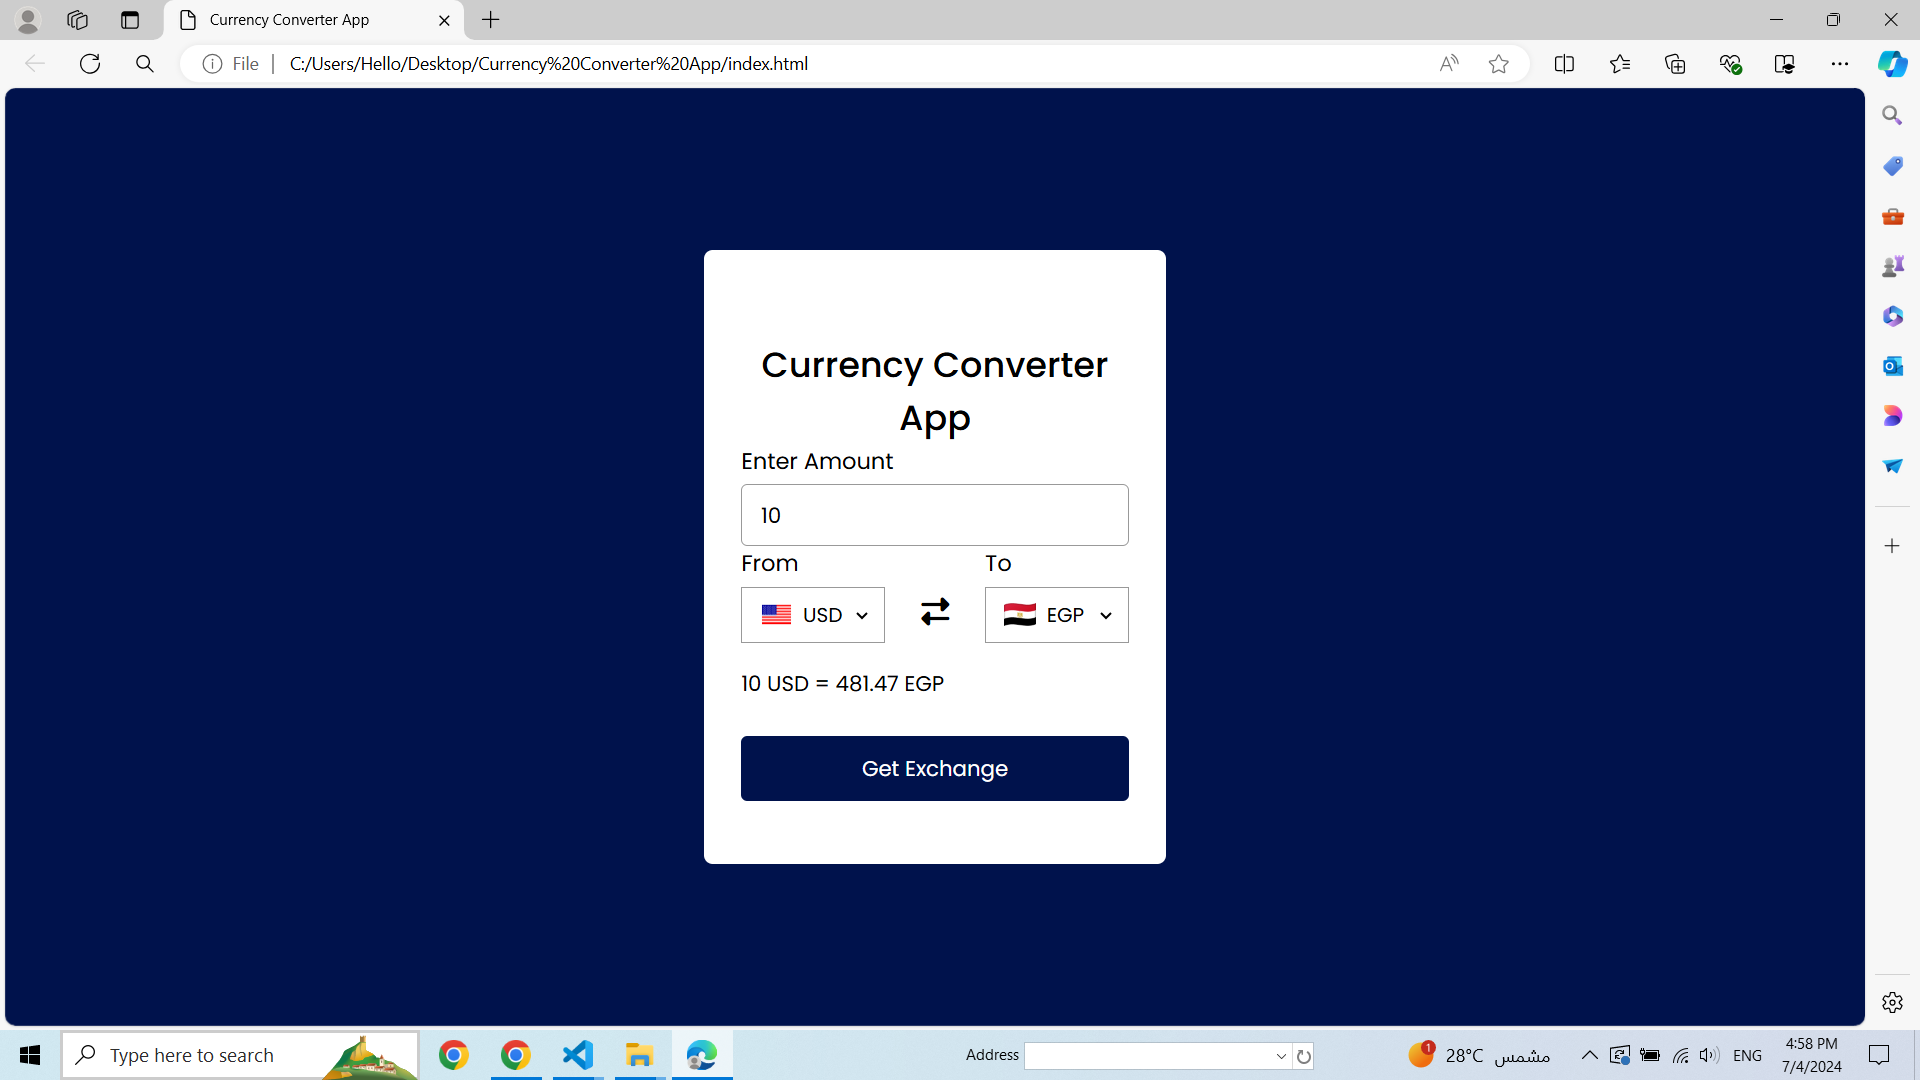 Currency Converter App
File
C:/Users/Hello/Desktop/Currency%20Converter%20App/index.html
Currency Converter
App
Enter Amount
10
From To
USD EGP
10 USD = 481.47 EGP
Get Exchange
Type here to search
Address
1
28°C مشمس
ENG
4:58 PM
7/4/2024